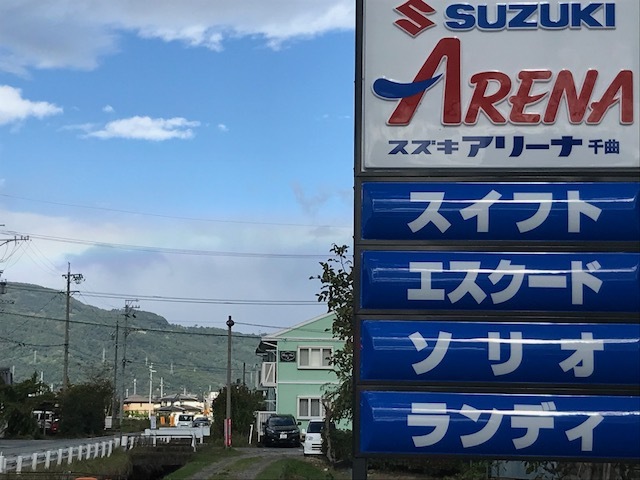 SUZUKI
ARENA
スズキ アリーナ 千曲
スイフト
エスクード
ソリオ
ランディ